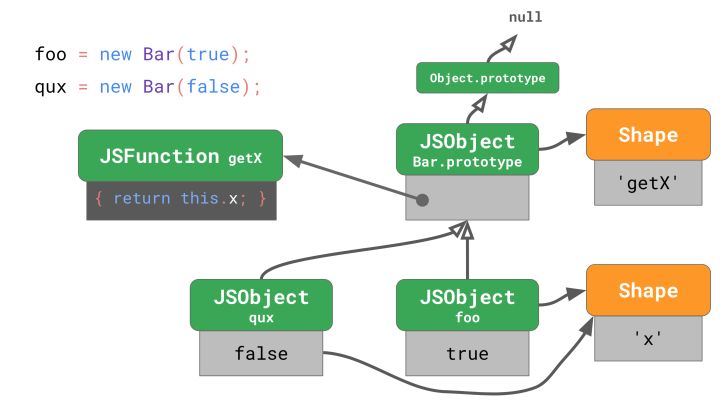 null
foo = new Bar(true);
qux = new Bar(false);
Object.prototype
JSObject
Bar.prototype
Shape
'getX'
JSFunction getX
{ return this.x; }
JSObject
qux
false
JSObject
foo
true
Shape
'x'